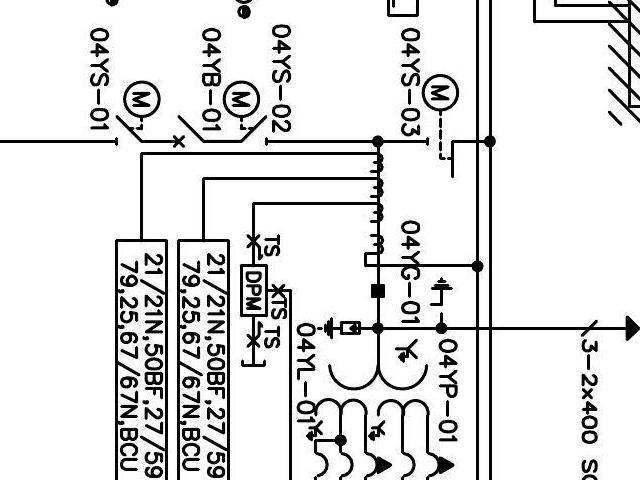 04YS-01
04YB-01
04YS-02
04YS-03
M
M
M
04YG-01
TS
DPM
TS
TS
21/21N,50BF,27/59
79,25,67/67N,BCU
21/21N,50BF,27/59
79,25,67/67N,BCU
04YL-01
04YP-01
3-2x400 SQ